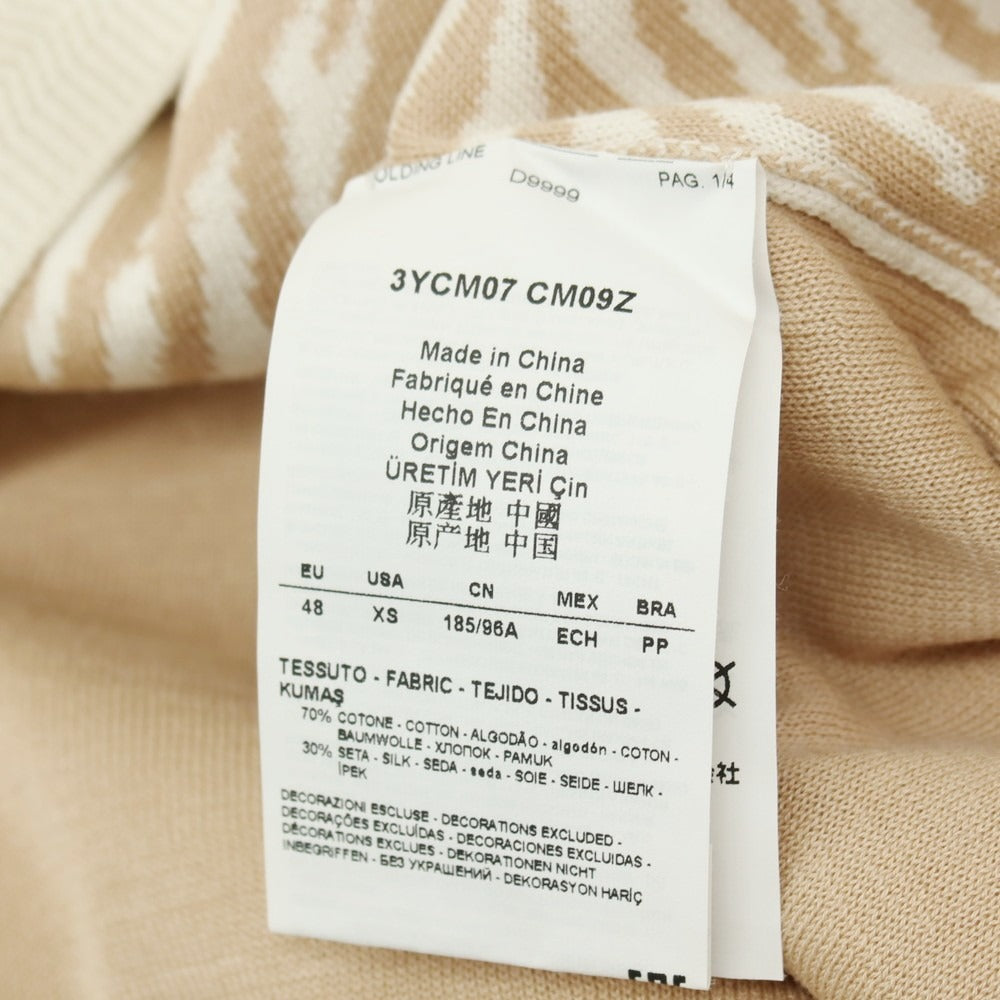 OLDING LINE
D9999
PAG. 1/4
3YCM07 CM09Z
Made in China
Fabriqué en Chine
Hecho En China
Origem China
ÜRETİM YERİ Çin
原產地 中國
原产地 中国
EU USA CN MEX BRA
48 XS 185/96A ECH PP
TESSUTO - FABRIC - TEJIDO - TISSUS -
KUMAŞ
70% COTONE - COTTON - ALGODÃO - algodón - COTON -
BAUMWOLLE - ХЛОПОК - PAMUK
30% SETA - SILK - SEDA - seda - SOIE - SEIDE - ШЕЛК -
İPEK
DECORAZIONI ESCLUSE - DECORATIONS EXCLUDED -
DECORAÇÕES EXCLUÍDAS - DECORACIONES EXCLUIDAS -
DÉCORATIONS EXCLUES - DEKORATIONEN NICHT
INBEGRIFFEN - БЕЗ УКРАШЕНИЙ - DEKORASYON HARİÇ
社